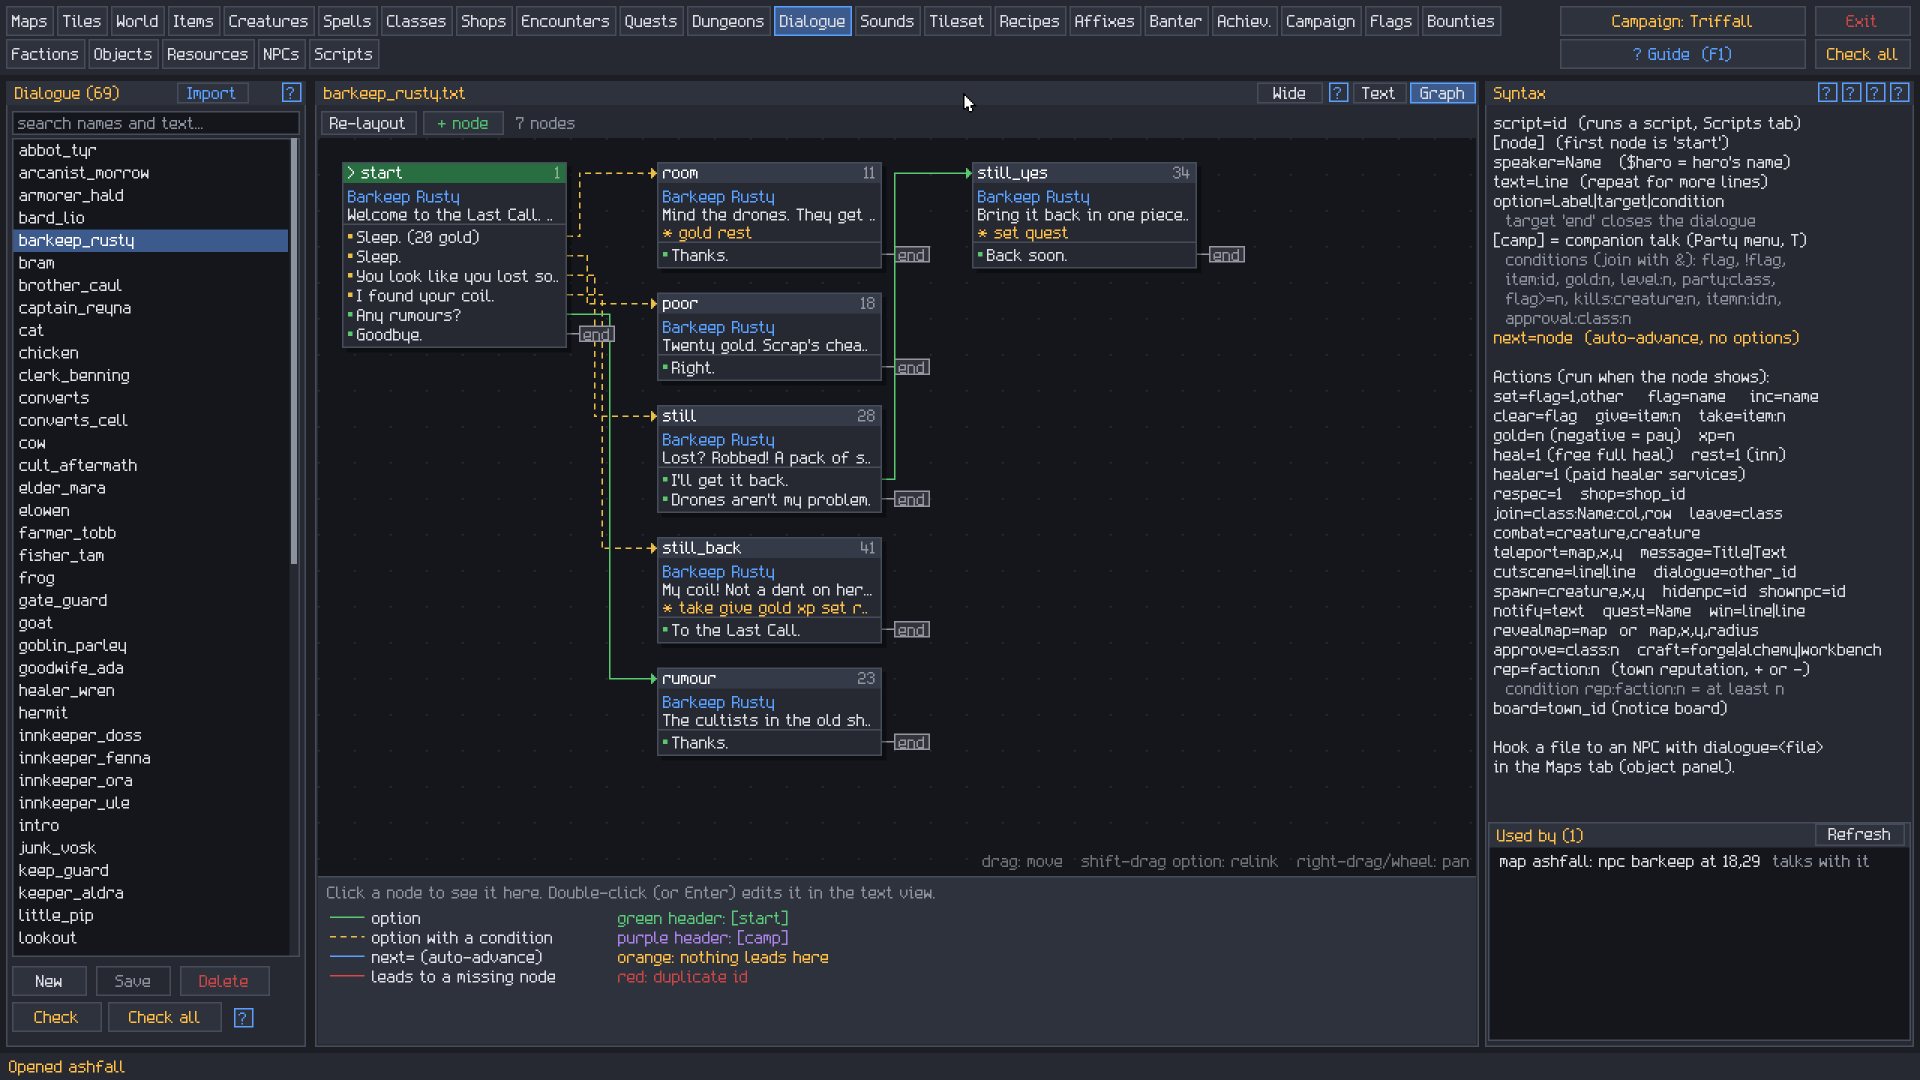 Maps Tiles World Items Creatures Spells Classes Shops Encounters Quests Dungeons Dialogue Sounds Tileset Recipes Affixes Banter Achiev. Campaign Flags Bounties Campaign: Triffall Exit
Factions Objects Resources NPCs Scripts ? Guide (F1) Check all
Dialogue (69) Import ?
search names and text...
abbot_tyr
arcanist_morrow
armorer_hald
bard_lio
barkeep_rusty
bram
brother_caul
captain_reyna
cat
chicken
clerk_benning
converts
converts_cell
cow
cult_aftermath
elder_mara
elowen
farmer_tobb
fisher_tam
frog
gate_guard
goat
goblin_parley
goodwife_ada
healer_wren
hermit
innkeeper_doss
innkeeper_fenna
innkeeper_ora
innkeeper_ule
intro
junk_vosk
keep_guard
keeper_aldra
little_pip
lookout
New Save Delete
Check Check all ?
Opened ashfall
barkeep_rusty.txt Wide ? Text Graph
Re-layout + node 7 nodes
> start 1
Barkeep Rusty
Welcome to the Last Call. ..
Sleep. (20 gold)
Sleep.
You look like you lost so..
I found your coil.
Any rumours?
Goodbye. end
room 11
Barkeep Rusty
Mind the drones. They get ..
* gold rest
Thanks. end
poor 18
Barkeep Rusty
Twenty gold. Scrap's chea..
Right. end
still 28
Barkeep Rusty
Lost? Robbed! A pack of s..
I'll get it back.
Drones aren't my problem. end
still_back 41
Barkeep Rusty
My coil! Not a dent on her...
* take give gold xp set r..
To the Last Call. end
rumour 23
Barkeep Rusty
The cultists in the old sh..
Thanks. end
still_yes 34
Barkeep Rusty
Bring it back in one piece..
* set quest
Back soon. end
drag: move shift-drag option: relink right-drag/wheel: pan
Click a node to see it here. Double-click (or Enter) edits it in the text view.
option green header: [start]
option with a condition purple header: [camp]
next= (auto-advance) orange: nothing leads here
leads to a missing node red: duplicate id
Syntax ? ? ? ?
script=id (runs a script, Scripts tab)
[node] (first node is 'start')
speaker=Name ($hero = hero's name)
text=Line (repeat for more lines)
option=Label|target|condition
target 'end' closes the dialogue
[camp] = companion talk (Party menu, T)
conditions (join with &): flag, !flag,
item:id, gold:n, level:n, party:class,
flag>=n, kills:creature:n, itemn:id:n,
approval:class:n
next=node (auto-advance, no options)
Actions (run when the node shows):
set=flag=1,other flag=name inc=name
clear=flag give=item:n take=item:n
gold=n (negative = pay) xp=n
heal=1 (free full heal) rest=1 (inn)
healer=1 (paid healer services)
respec=1 shop=shop_id
join=class:Name:col,row leave=class
combat=creature,creature
teleport=map,x,y message=Title|Text
cutscene=line|line dialogue=other_id
spawn=creature,x,y hidenpc=id shownpc=id
notify=text quest=Name win=line|line
revealmap=map or map,x,y,radius
approve=class:n craft=forge|alchemy|workbench
rep=faction:n (town reputation, + or -)
condition rep:faction:n = at least n
board=town_id (notice board)
Hook a file to an NPC with dialogue=<file>
in the Maps tab (object panel).
Used by (1) Refresh
map ashfall: npc barkeep at 18,29 talks with it